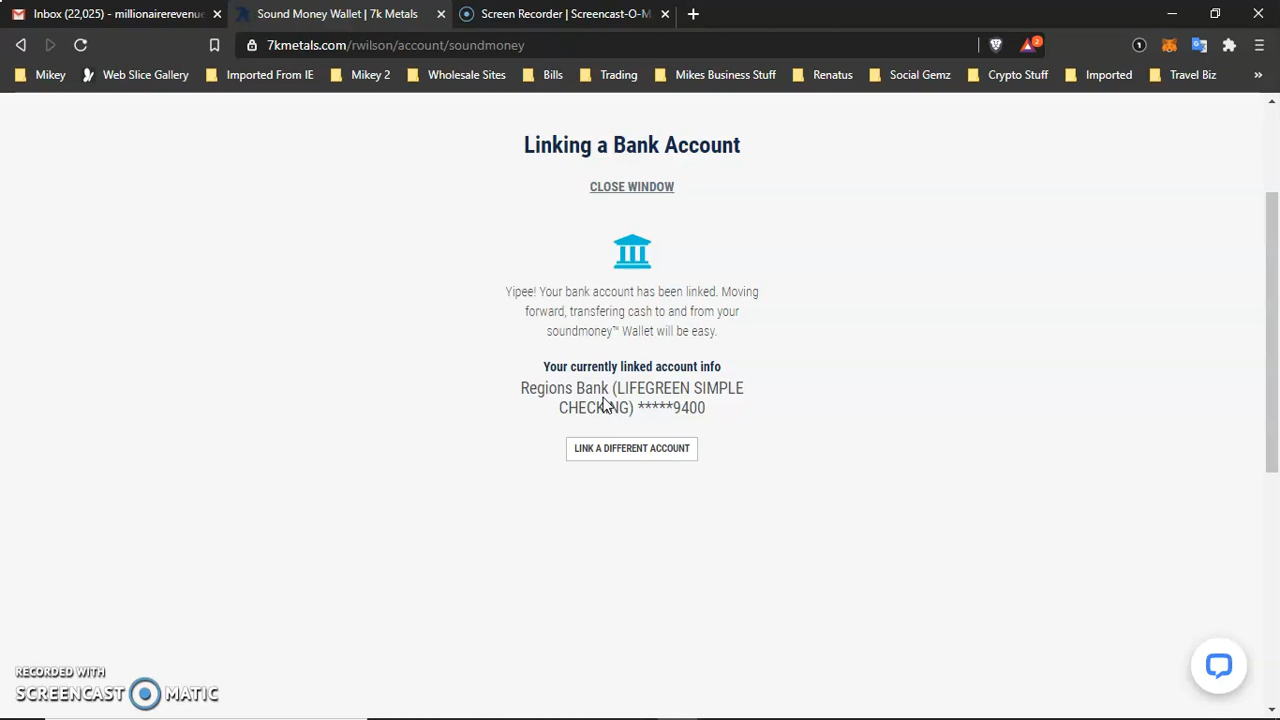 Inbox (22,025) - millionairerevenue
Sound Money Wallet | 7k Metals
Screen Recorder | Screencast-O-M
7kmetals.com/rwilson/account/soundmoney
2
1
Mikey
Web Slice Gallery
Imported From IE
Mikey 2
Wholesale Sites
Bills
Trading
Mikes Business Stuff
Renatus
Social Gemz
Crypto Stuff
Imported
Travel Biz
»
Linking a Bank Account
CLOSE WINDOW
Yipee! Your bank account has been linked. Moving
forward, transfering cash to and from your
soundmoney™ Wallet will be easy.
Your currently linked account info
Regions Bank (LIFEGREEN SIMPLE
CHECKING) *****9400
LINK A DIFFERENT ACCOUNT
RECORDED WITH
SCREENCAST MATIC